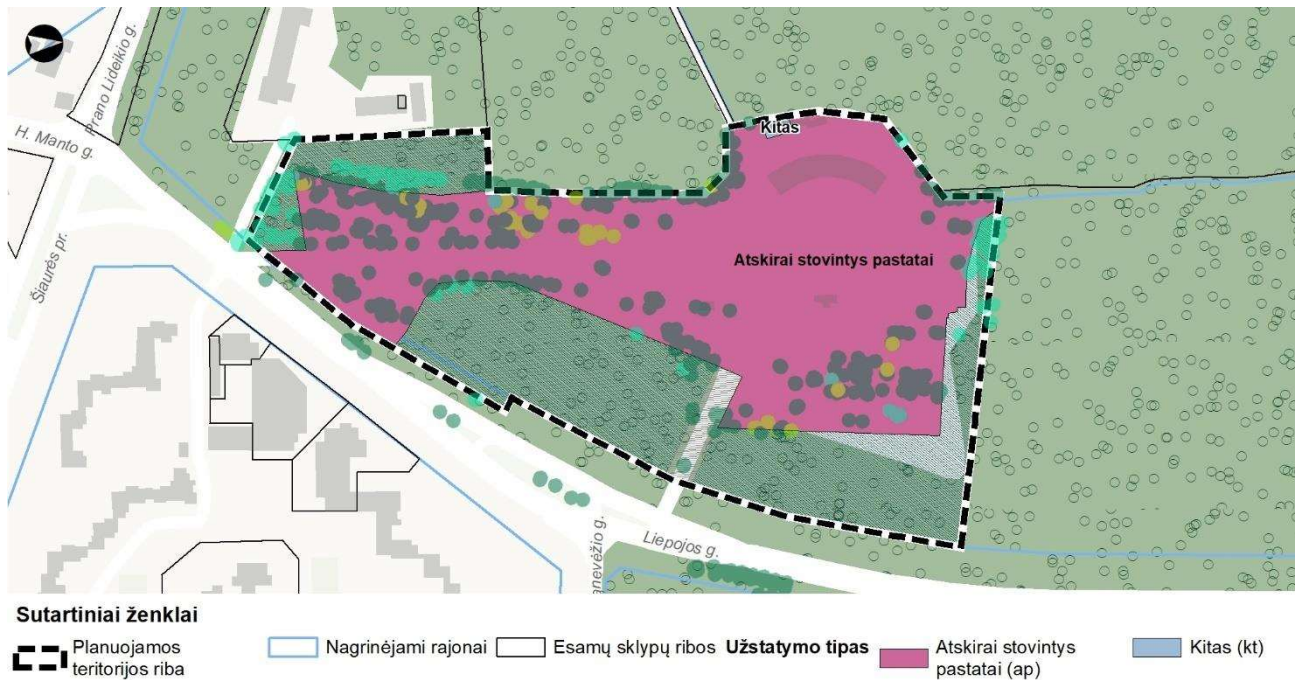 Prano Lideikio g.
H. Manto g.
Šiaurės pr.
Kitas
Atskirai stovintys pastatai
Liepojos g.
anevėžio g.
Sutartiniai ženklai
Planuojamos
teritorijos riba
Nagrinėjami rajonai
Esamų sklypų ribos
Užstatymo tipas
Atskirai stovintys
pastatai (ap)
Kitas (kt)